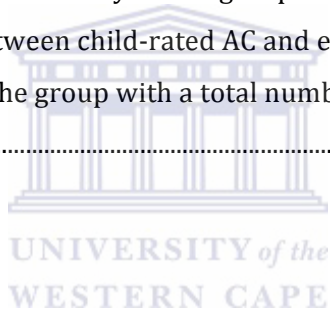 tween child-rated AC and e
he group with a total numb
UNIVERSITY of the
WESTERN CAPE